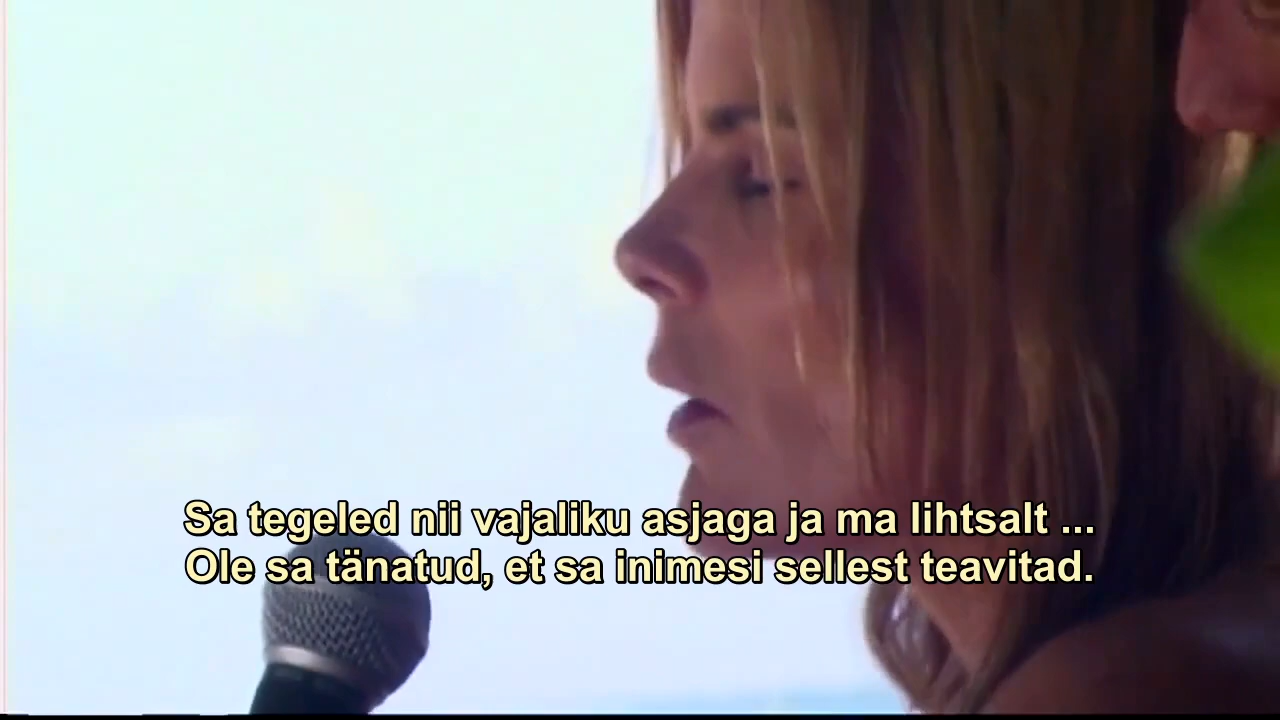 Sa tegeled nii vajaliku asjaga ja ma lihtsalt ...
Ole sa tänatud, et sa inimesi sellest teavitad.